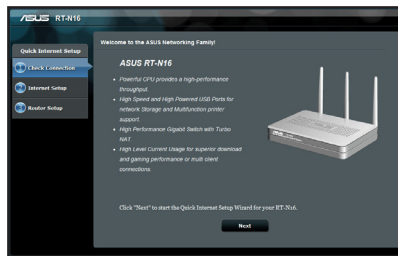 ASUS RT-N16
Quick Internet Setup
1 Check Connection
2 Internet Setup
3 Router Setup
Welcome to the ASUS Networking Family!
ASUS RT-N16
• Powerful CPU provides a high-performance
throughput.
• High Speed and High Powered USB Ports for
network Storage and Multifunction printer
support.
• High Performance Gigabit Switch with Turbo
NAT.
• High Level Current Usage for superior download
and gaming performance or multi client
connections.
Click "Next" to start the Quick Internet Setup Wizard for your RT-N16.
Next